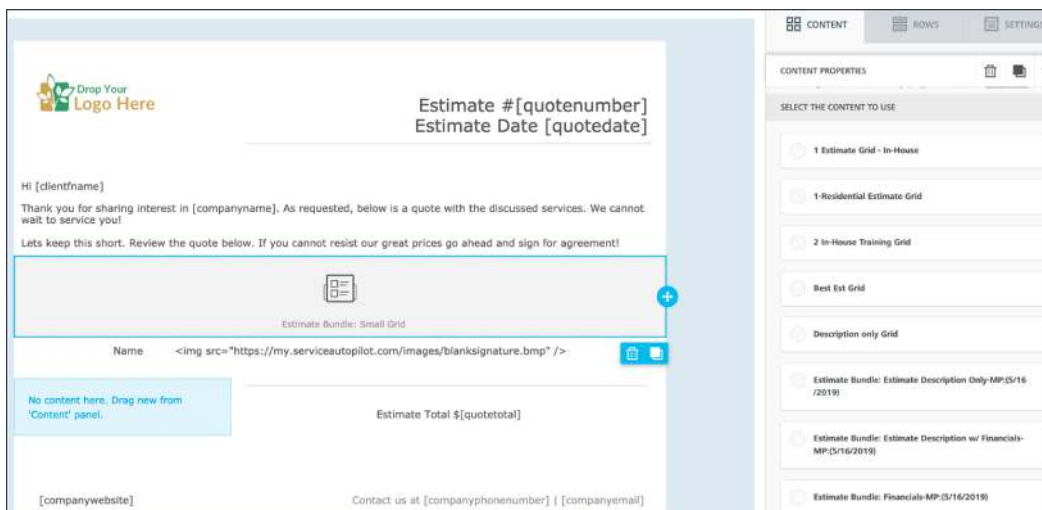 CONTENT
ROWS
SETTINGS
CONTENT PROPERTIES
SELECT THE CONTENT TO USE
1 Estimate Grid - In-House
1-Residential Estimate Grid
2 In-House Training Grid
Best Est Grid
Description only Grid
Estimate Bundle: Estimate Description Only-MP:(5/16
/2019)
Estimate Bundle: Estimate Description w/ Financials-
MP:(5/16/2019)
Estimate Bundle: Financials-MP:(5/16/2019)
Drop Your
Logo Here
Estimate #[quotenumber]
Estimate Date [quotedate]
Hi [clientfname]
Thank you for sharing interest in [companyname]. As requested, below is a quote with the discussed services. We cannot
wait to service you!
Lets keep this short. Review the quote below. If you cannot resist our great prices go ahead and sign for agreement!
Estimate Bundle: Small Grid
Name <img src="https://my.serviceautopilot.com/images/blanksignature.bmp" />
No content here. Drag new from
'Content' panel.
Estimate Total $[quotetotal]
[companywebsite]
Contact us at [companyphonenumber] | [companyemail]